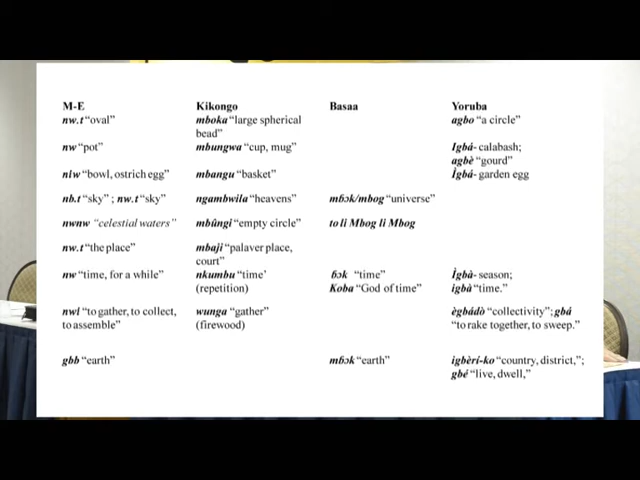 M-E Kikongo Basaa Yoruba
nw.t “oval” mboka “large spherical agbo “a circle”
bead”
nw “pot” mbungwa “cup, mug” Igbá- calabash;
agbè “gourd”
nIw “bowl, ostrich egg” mbangu “basket” Ígbá- garden egg
nb.t “sky” ; nw.t “sky” ngambwila “heavens” mɓɔk/mbog “universe”
nwnw “celestial waters” mbûngi “empty circle” to li Mbog li Mbog
nw.t “the place” mbaji “palaver place,
court”
nw “time, for a while” nkumbu “time’ ɓɔk “time” Ìgbà- season;
(repetition) Koba “God of time” igbà “time.”
nwI “to gather, to collect, wunga “gather” ègbádò “collectivity”; gbá
to assemble” (firewood) “to rake together, to sweep.”
gbb “earth” mɓɔk “earth” igbèrí-ko “country, district,”;
gbé “live, dwell,”